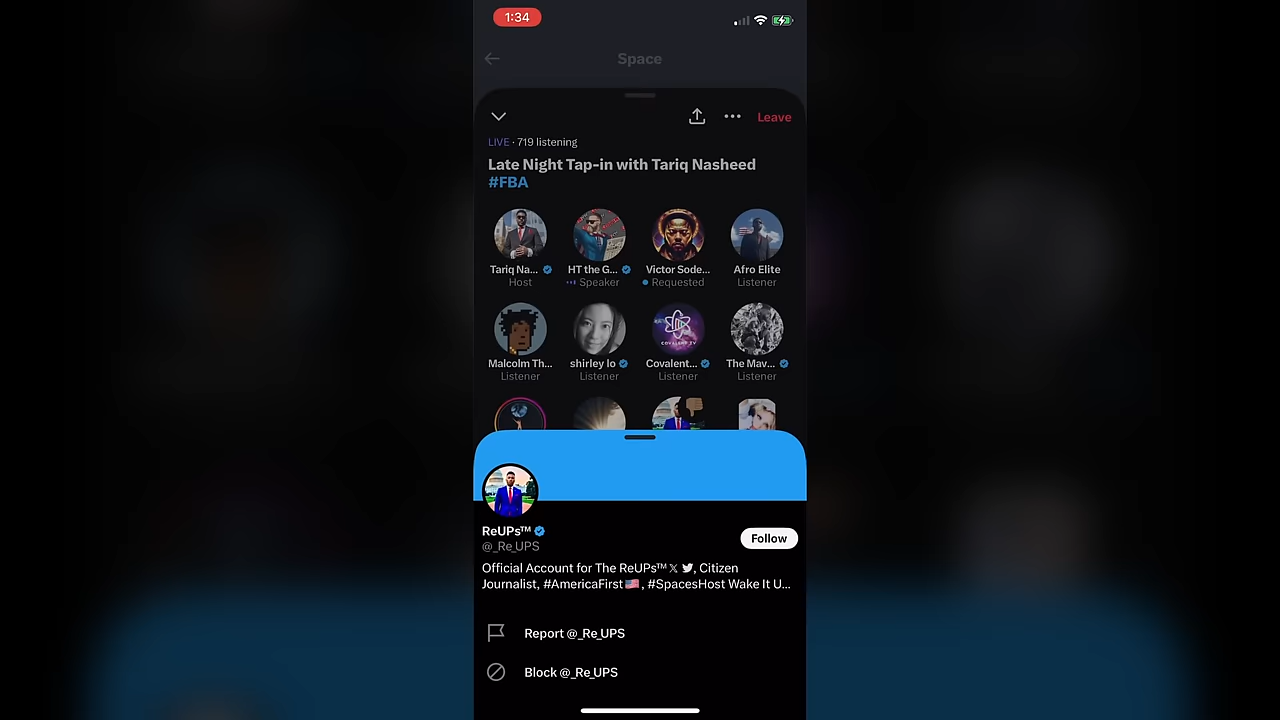 1:34
Space
Leave
LIVE · 719 listening
Late Night Tap-in with Tariq Nasheed
#FBA
Tariq Na... HT the G... Victor Sode... Afro Elite
Host Speaker Requested Listener
Malcolm Th... shirley lo Covalent... The Mav...
Listener Listener Listener Listener
COVALENT TV
ReUPs™
@_Re_UPS
Follow
Official Account for The ReUPs™ 𝕏 , Citizen
Journalist, #AmericaFirst🇺🇸, #SpacesHost Wake It U...
Report @_Re_UPS
Block @_Re_UPS